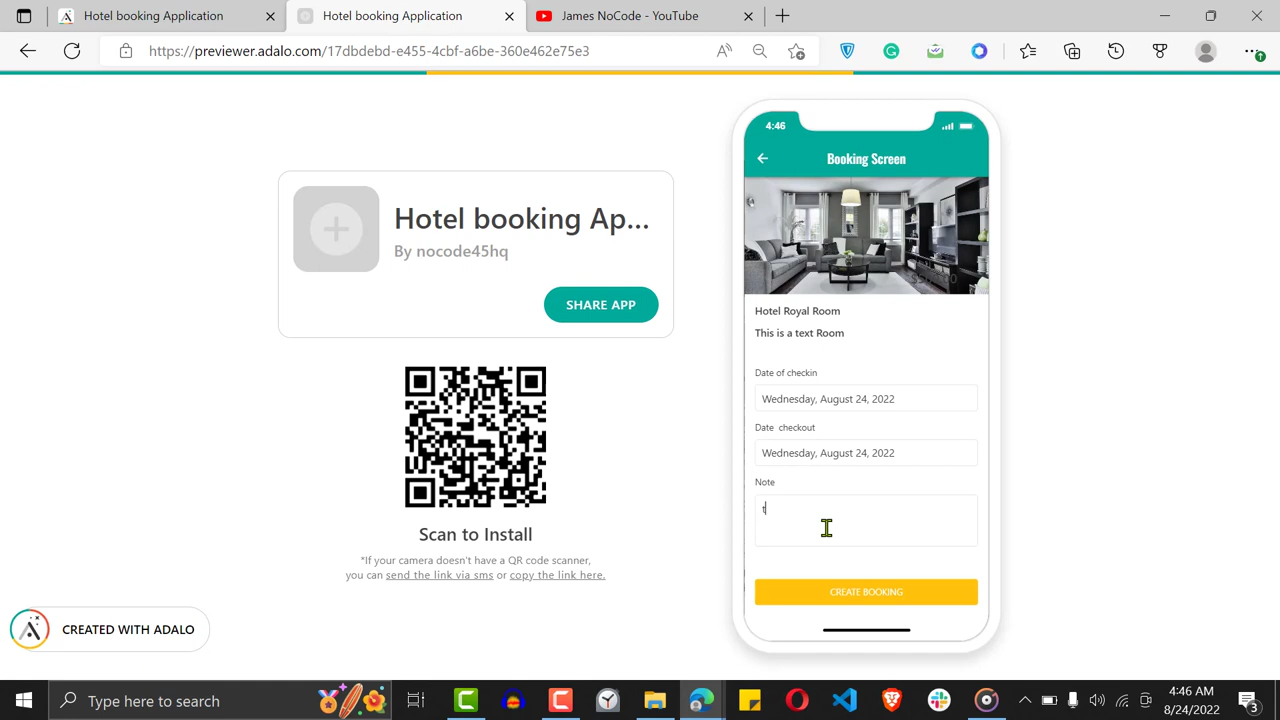 Hotel booking Application
Hotel booking Application
James NoCode - YouTube
https://previewer.adalo.com/17dbdebd-e455-4cbf-a6be-360e462e75e3
Hotel booking Ap...
By nocode45hq
SHARE APP
Scan to Install
*If your camera doesn't have a QR code scanner,
you can send the link via sms or copy the link here.
CREATED WITH ADALO
4:46
Booking Screen
Hotel Royal Room
This is a text Room
Date of checkin
Wednesday, August 24, 2022
Date checkout
Wednesday, August 24, 2022
Note
t
CREATE BOOKING
Type here to search
4:46 AM
8/24/2022
3